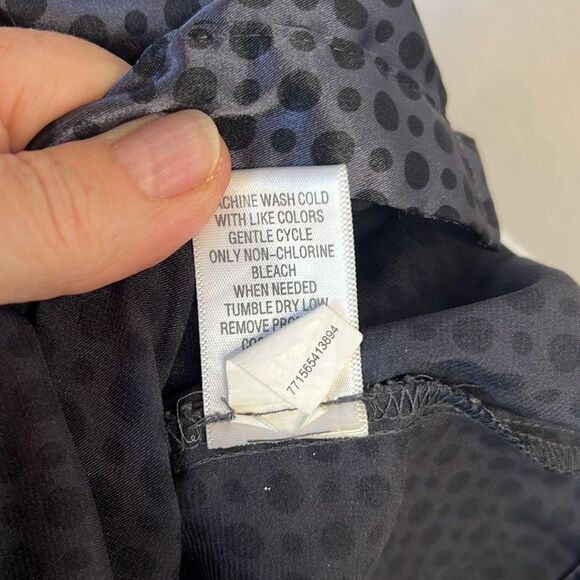 ACHINE WASH COLD
WITH LIKE COLORS
GENTLE CYCLE
ONLY NON-CHLORINE
BLEACH
WHEN NEEDED
TUMBLE DRY LOW
REMOVE
771565413894